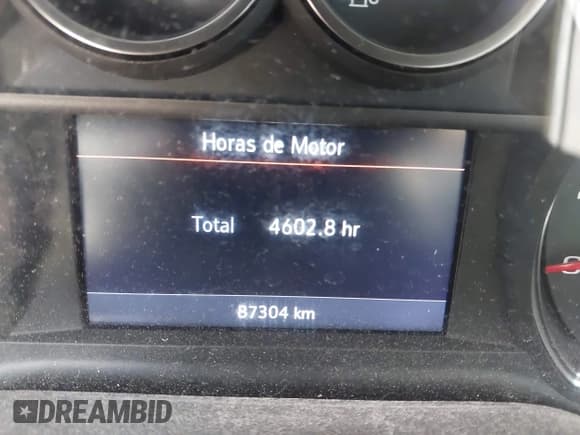 Horas de Motor
Total 4602.8 hr
87304 km
DREAMBID